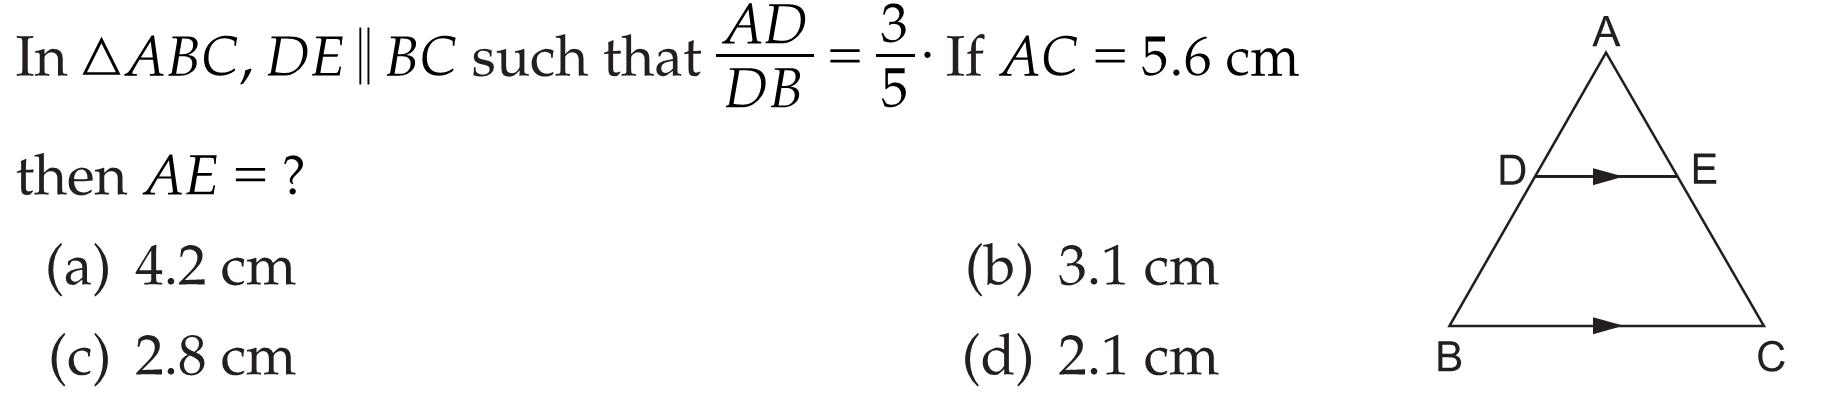 In △ABC, DE ∥ BC such that AD/DB = 3/5. If AC = 5.6 cm
then AE = ?
(a) 4.2 cm (b) 3.1 cm
(c) 2.8 cm (d) 2.1 cm
A
D E
B C